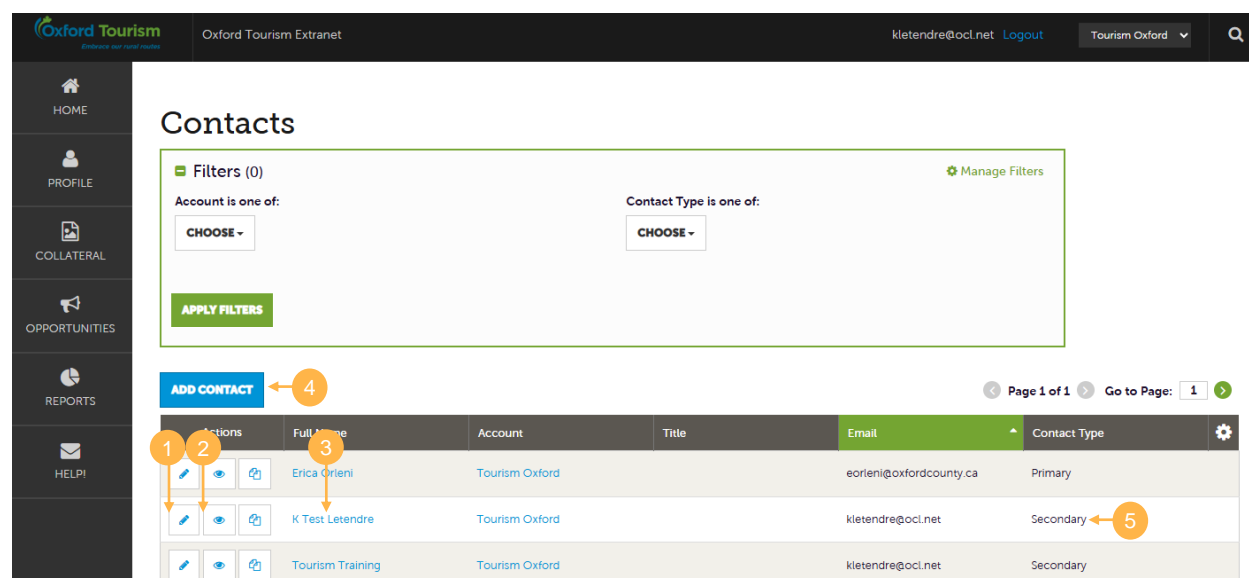 Oxford Tourism
Embrace our rural routes
Oxford Tourism Extranet
kletendre@ocl.net Logout
Tourism Oxford
HOME
PROFILE
COLLATERAL
OPPORTUNITIES
REPORTS
HELP!
Contacts
Filters (0)
Manage Filters
Account is one of:
Contact Type is one of:
CHOOSE
CHOOSE
APPLY FILTERS
ADD CONTACT
4
Page 1 of 1 Go to Page: 1
Actions Full Name Account Title Email Contact Type
1 2 3
Erica Orleni Tourism Oxford eorleni@oxfordcounty.ca Primary
K Test Letendre Tourism Oxford kletendre@ocl.net Secondary 5
Tourism Training Tourism Oxford kletendre@ocl.net Secondary